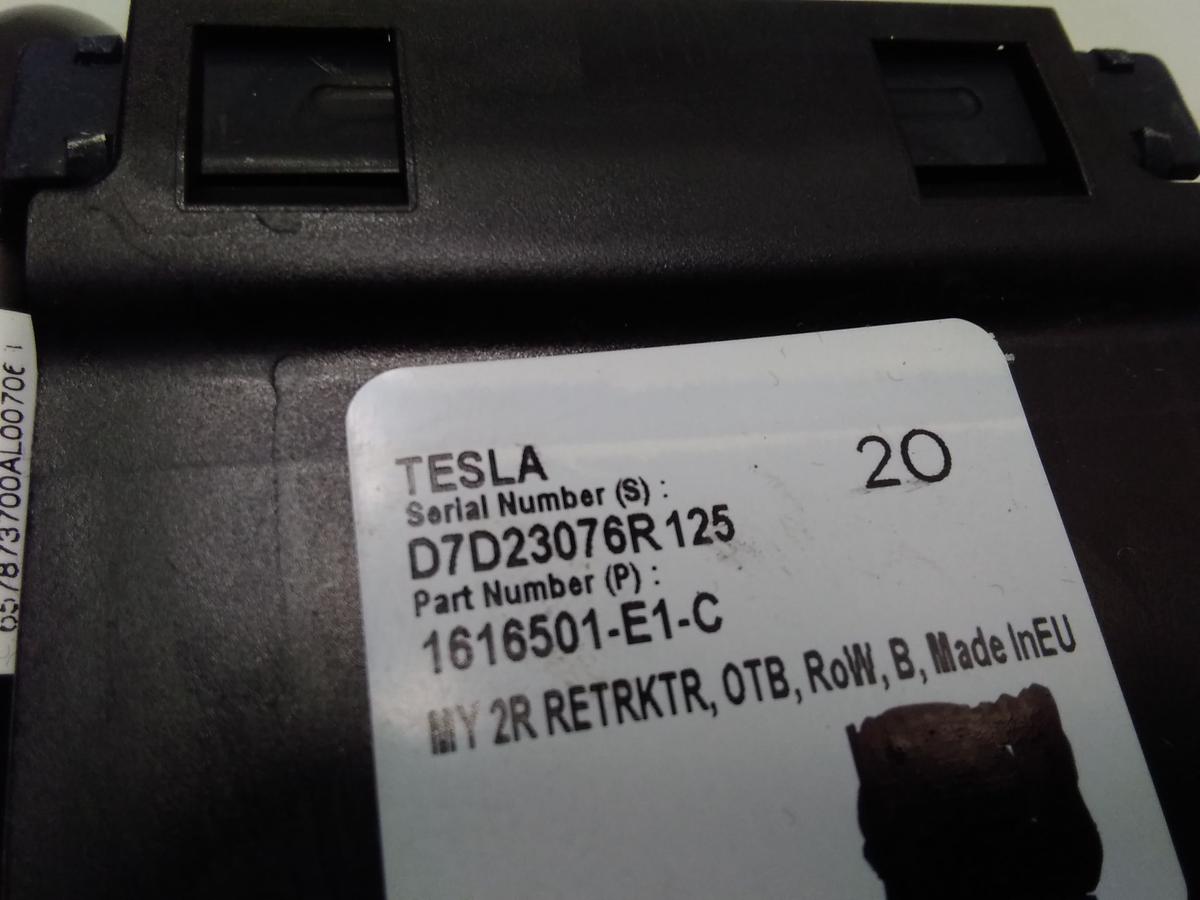 TESLA
20
Serial Number (S) :
D7D23076R125
Part Number (P) :
1616501-E1-C
MY 2R RETRKTR, OTB, RoW, B, Made InEU